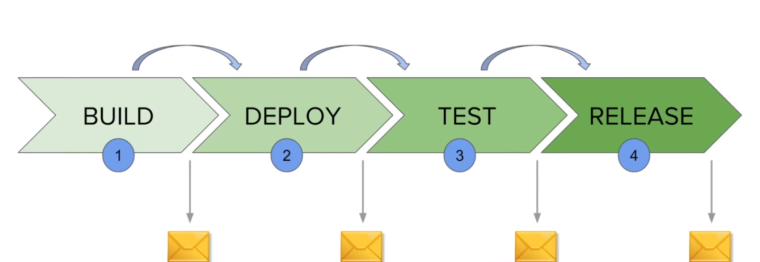 BUILD
DEPLOY
TEST
RELEASE
1
2
3
4